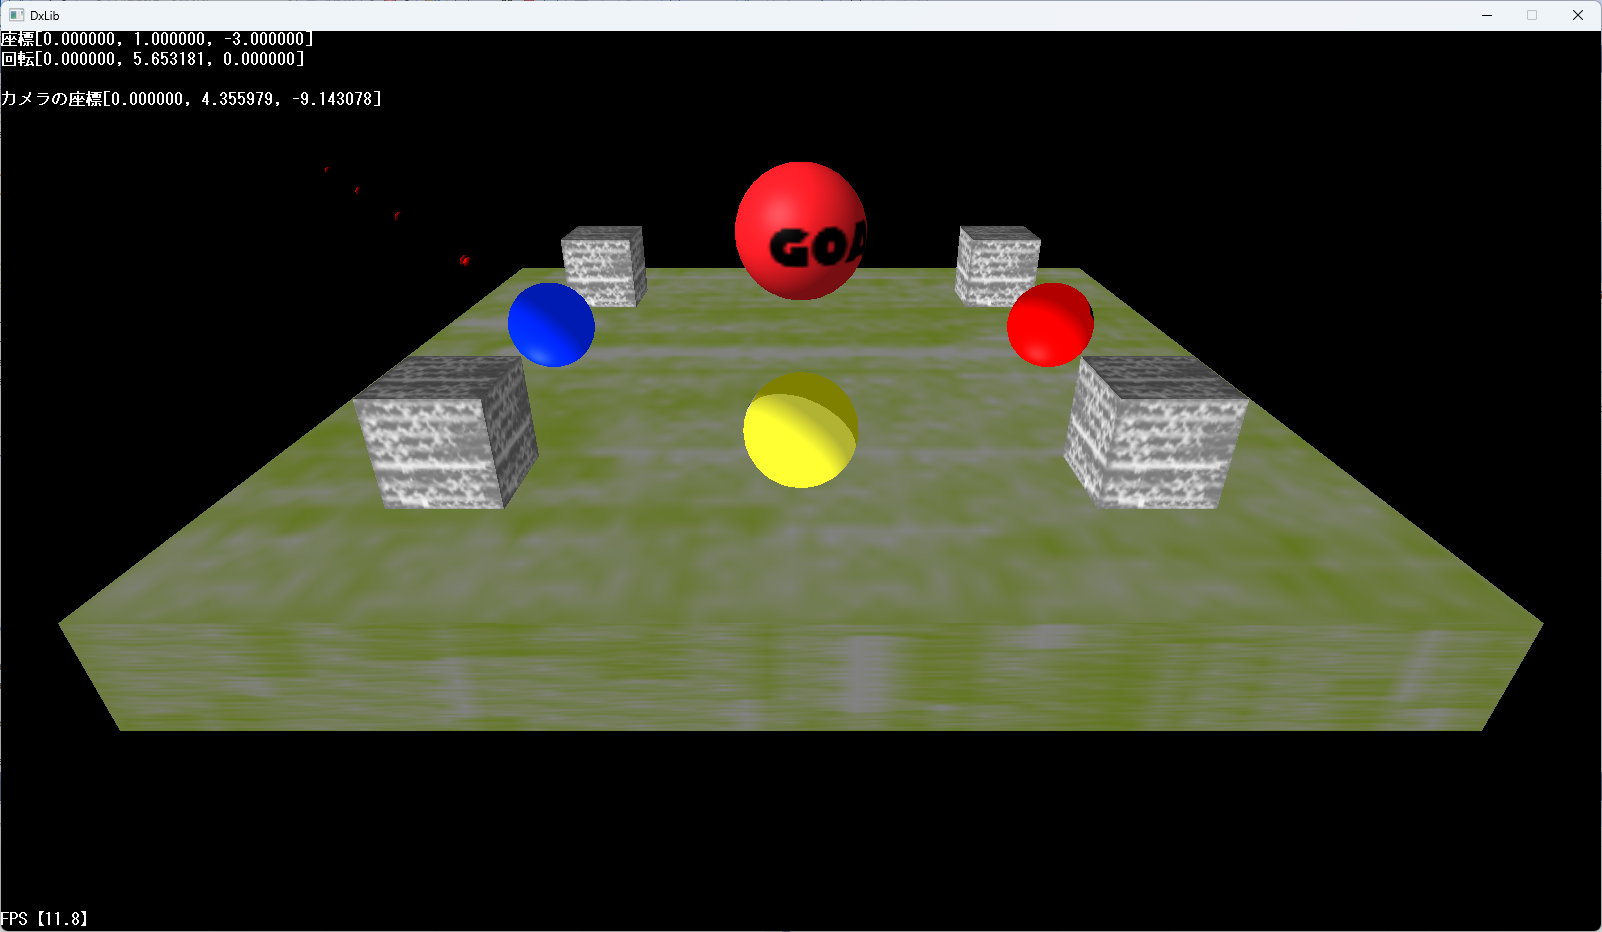 DxLib
座標[0.000000, 1.000000, -3.000000]
回転[0.000000, 5.653181, 0.000000]
カメラの座標[0.000000, 4.355979, -9.143078]
GOA
FPS【11.8】